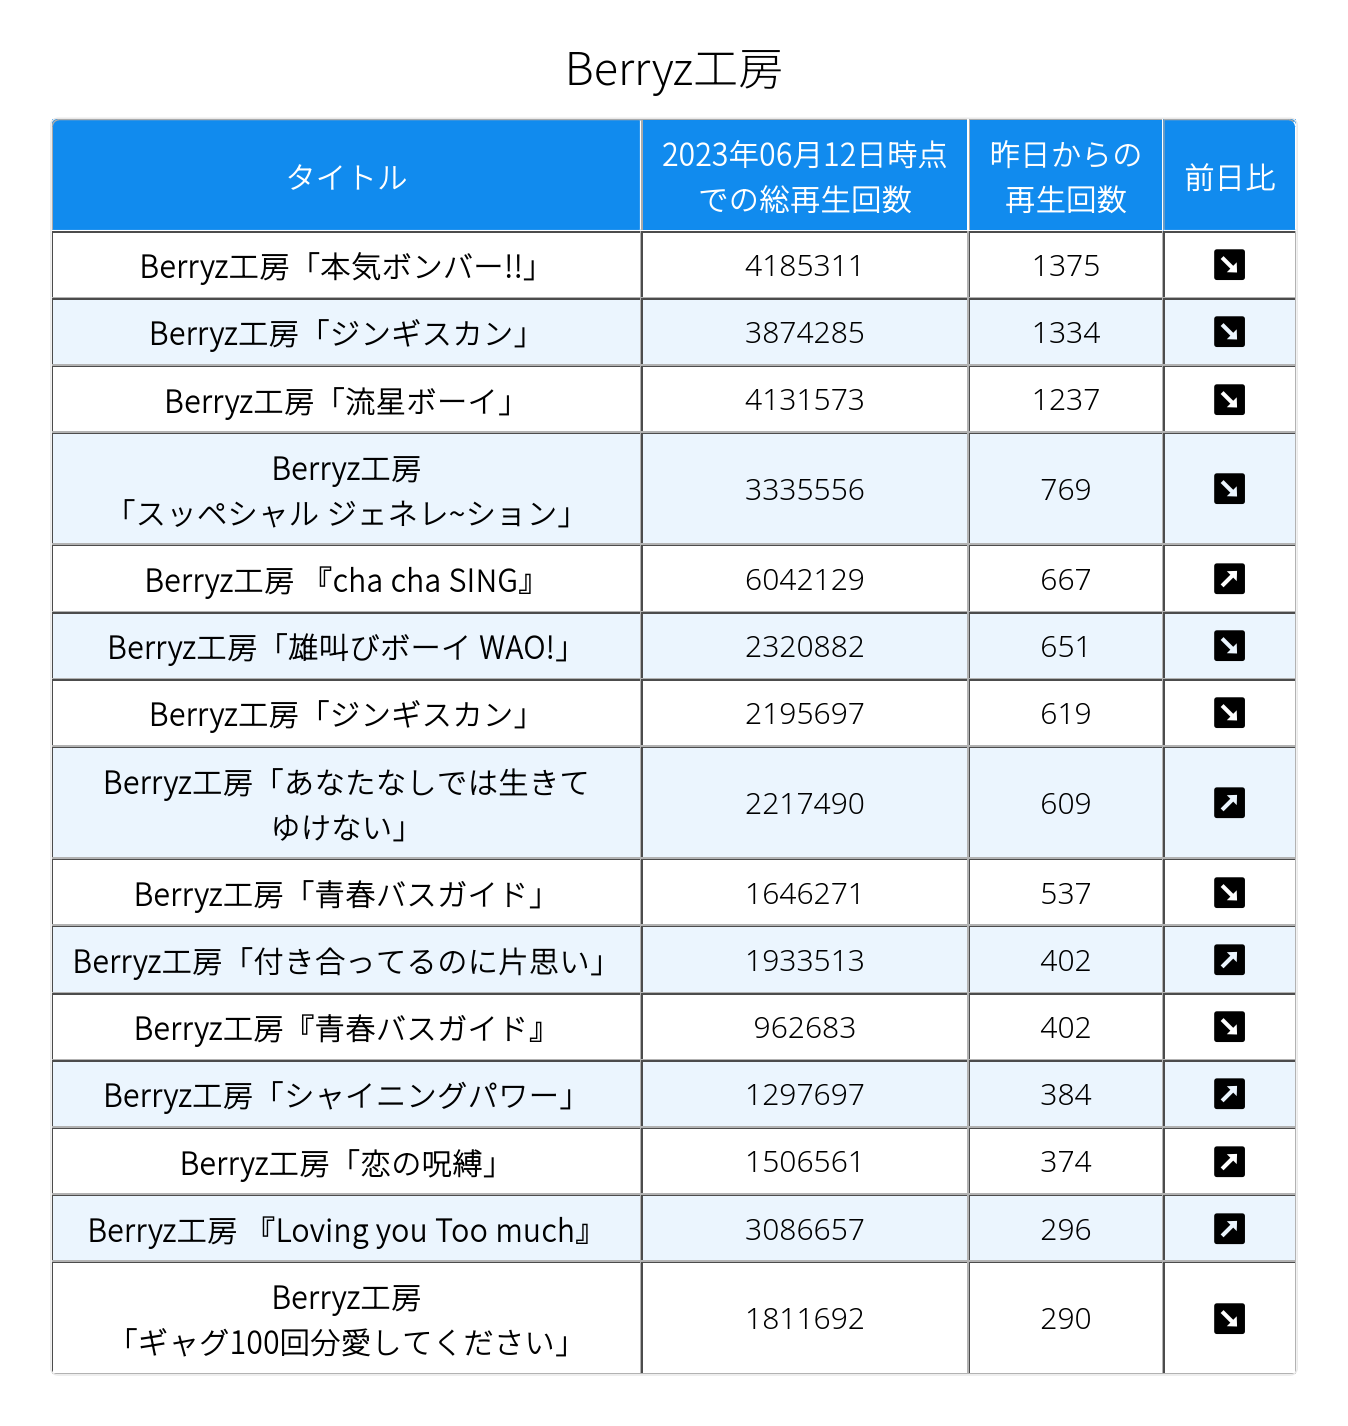 Berryz工房
タイトル
2023年06月12日時点
での総再生回数
昨日からの
再生回数
前日比
Berryz工房「本気ボンバー!!」 4185311 1375 ↘
Berryz工房「ジンギスカン」 3874285 1334 ↘
Berryz工房「流星ボーイ」 4131573 1237 ↘
Berryz工房
「スッペシャル ジェネレ~ション」 3335556 769 ↘
Berryz工房 『cha cha SING』 6042129 667 ↗
Berryz工房「雄叫びボーイ WAO!」 2320882 651 ↘
Berryz工房「ジンギスカン」 2195697 619 ↘
Berryz工房「あなたなしでは生きて
ゆけない」 2217490 609 ↗
Berryz工房「青春バスガイド」 1646271 537 ↘
Berryz工房「付き合ってるのに片思い」 1933513 402 ↗
Berryz工房『青春バスガイド』 962683 402 ↘
Berryz工房「シャイニングパワー」 1297697 384 ↗
Berryz工房「恋の呪縛」 1506561 374 ↗
Berryz工房 『Loving you Too much』 3086657 296 ↗
Berryz工房
「ギャグ100回分愛してください」 1811692 290 ↘